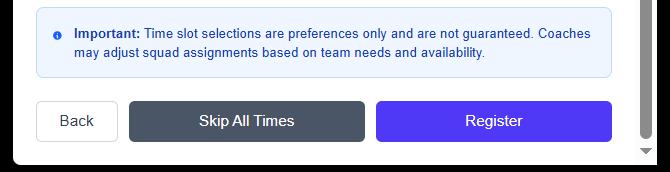 Important: Time slot selections are preferences only and are not guaranteed. Coaches
may adjust squad assignments based on team needs and availability.
Back
Skip All Times
Register